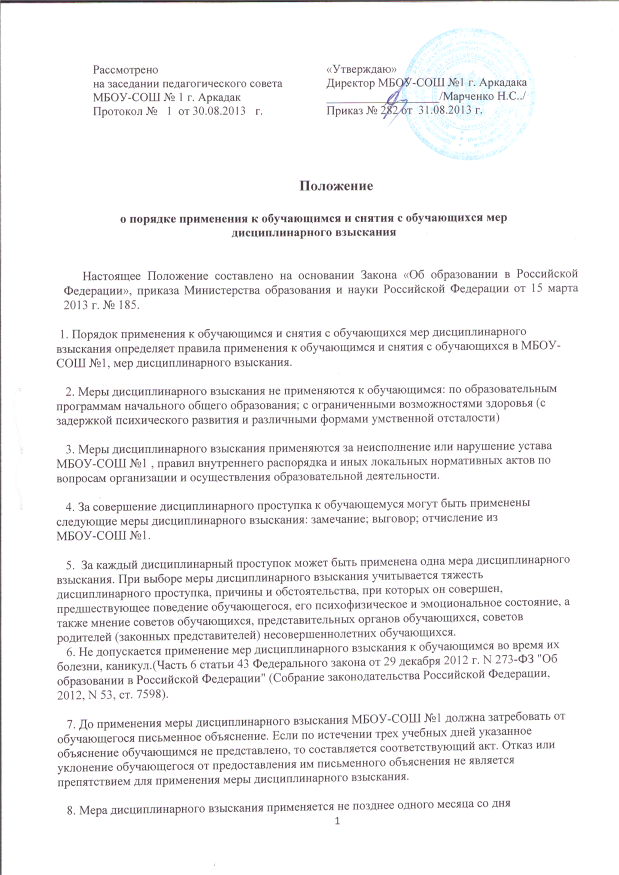 Рассмотрено
на заседании педагогического совета
МБОУ-СОШ № 1 г. Аркадак
Протокол № 1 от 30.08.2013 г.
«Утверждаю»
Директор МБОУ-СОШ №1 г. Аркадака
___________________/Марченко Н.С../
Приказ № 282 от 31.08.2013 г.
Положение
о порядке применения к обучающимся и снятия с обучающихся мер
дисциплинарного взыскания
Настоящее Положение составлено на основании Закона «Об образовании в Российской
Федерации», приказа Министерства образования и науки Российской Федерации от 15 марта
2013 г. № 185.
1. Порядок применения к обучающимся и снятия с обучающихся мер дисциплинарного
взыскания определяет правила применения к обучающимся и снятия с обучающихся в МБОУ-
СОШ №1, мер дисциплинарного взыскания.
2. Меры дисциплинарного взыскания не применяются к обучающимся: по образовательным
программам начального общего образования; с ограниченными возможностями здоровья (с
задержкой психического развития и различными формами умственной отсталости)
3. Меры дисциплинарного взыскания применяются за неисполнение или нарушение устава
МБОУ-СОШ №1 , правил внутреннего распорядка и иных локальных нормативных актов по
вопросам организации и осуществления образовательной деятельности.
4. За совершение дисциплинарного проступка к обучающемуся могут быть применены
следующие меры дисциплинарного взыскания: замечание; выговор; отчисление из
МБОУ-СОШ №1.
5. За каждый дисциплинарный проступок может быть применена одна мера дисциплинарного
взыскания. При выборе меры дисциплинарного взыскания учитывается тяжесть
дисциплинарного проступка, причины и обстоятельства, при которых он совершен,
предшествующее поведение обучающегося, его психофизическое и эмоциональное состояние, а
также мнение советов обучающихся, представительных органов обучающихся, советов
родителей (законных представителей) несовершеннолетних обучающихся.
6. Не допускается применение мер дисциплинарного взыскания к обучающимся во время их
болезни, каникул.(Часть 6 статьи 43 Федерального закона от 29 декабря 2012 г. N 273-ФЗ "Об
образовании в Российской Федерации" (Собрание законодательства Российской Федерации,
2012, N 53, ст. 7598).
7. До применения меры дисциплинарного взыскания МБОУ-СОШ №1 должна затребовать от
обучающегося письменное объяснение. Если по истечении трех учебных дней указанное
объяснение обучающимся не представлено, то составляется соответствующий акт. Отказ или
уклонение обучающегося от предоставления им письменного объяснения не является
препятствием для применения меры дисциплинарного взыскания.
8. Мера дисциплинарного взыскания применяется не позднее одного месяца со дня
1